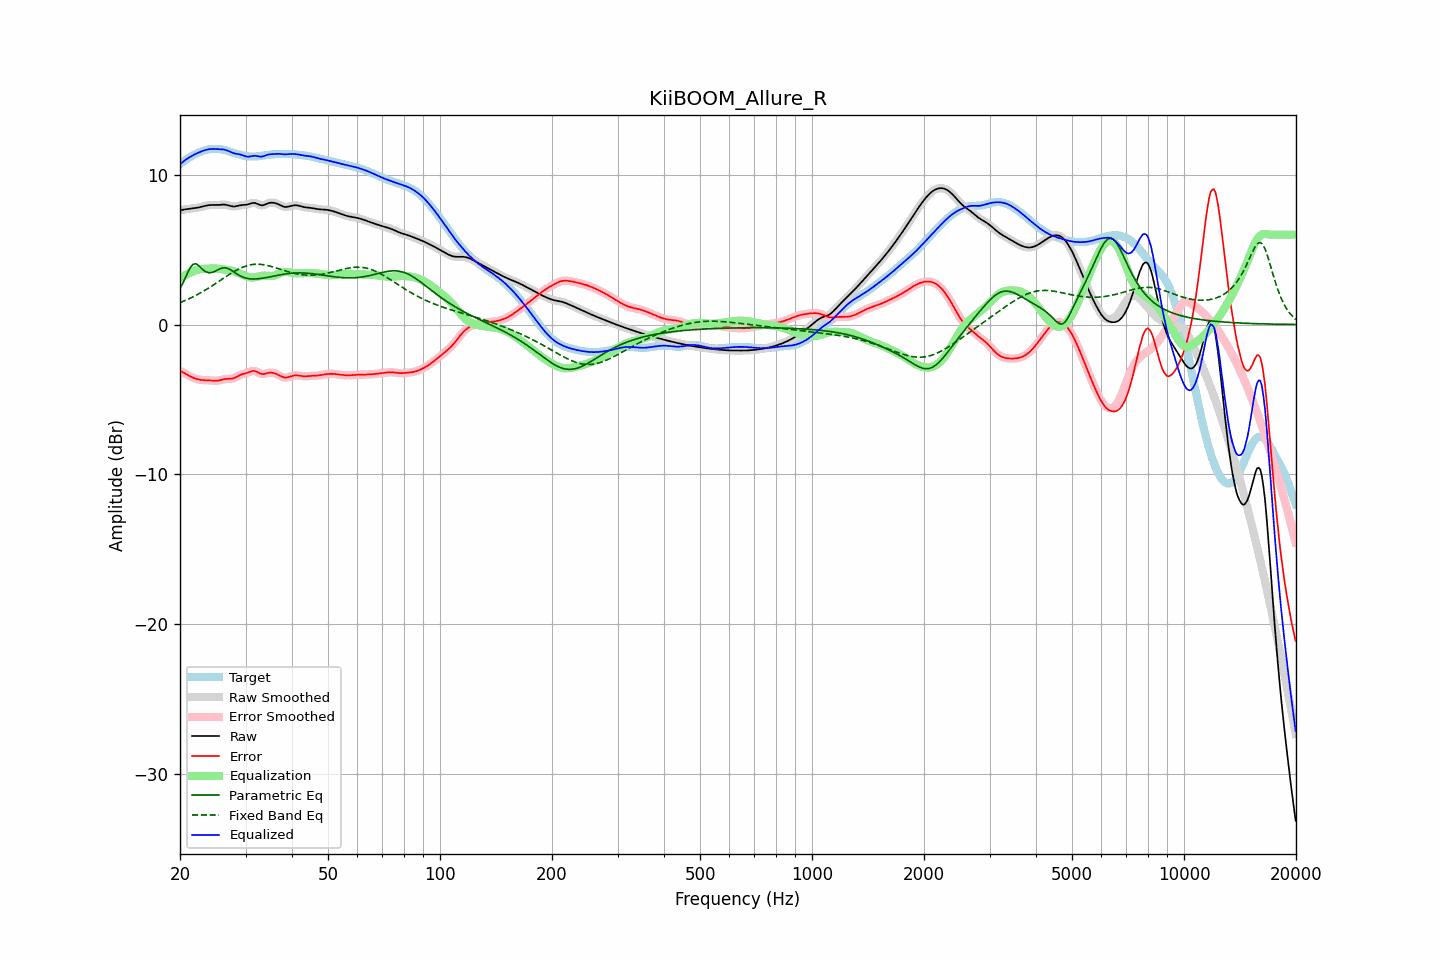 KiiBOOM_Allure_R
10
0
−10
−20
−30
Amplitude (dBr)
Target
Raw Smoothed
Error Smoothed
Raw
Error
Equalization
Parametric Eq
Fixed Band Eq
Equalized
20 50 100 200 500 1000 2000 5000 10000 20000
Frequency (Hz)